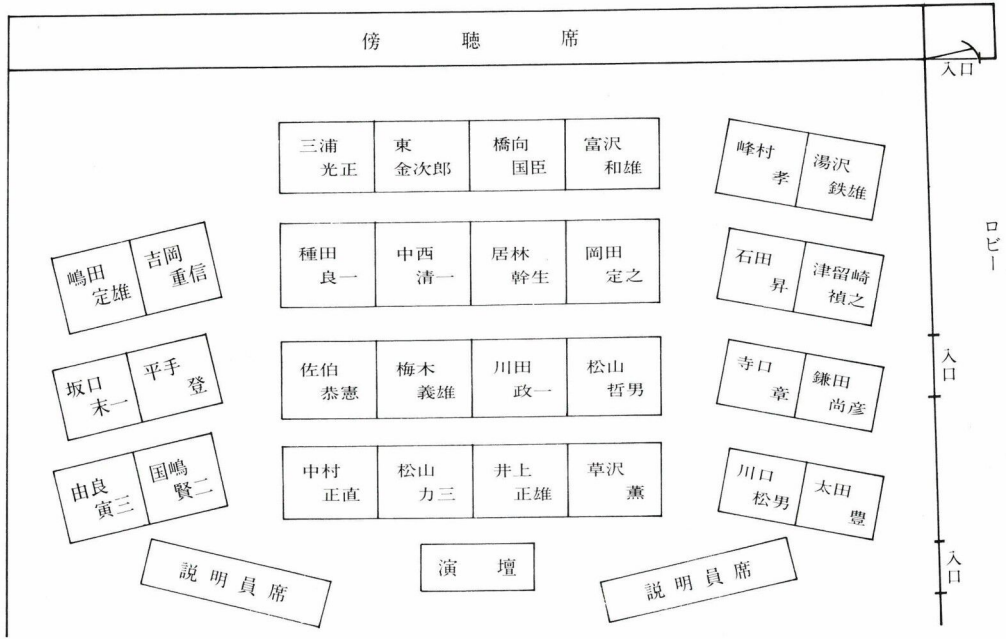 傍聴席
入口
三浦
光正
東
金次郎
橋向
国臣
富沢
和雄
峰村
孝
湯沢
鉄雄
ロビー
嶋田
定雄
吉岡
重信
種田
良一
中西
清一
居林
幹生
岡田
定之
石田
昇
津留崎
禎之
坂口
末一
平手
登
佐伯
恭憲
梅木
義雄
川田
政一
松山
哲男
寺口
章
鎌田
尚彦
入口
由良
寅三
国嶋
賢二
中村
正直
松山
力三
井上
正雄
草沢
薫
川口
松男
太田
豊
説明員席
演壇
説明員席
入口